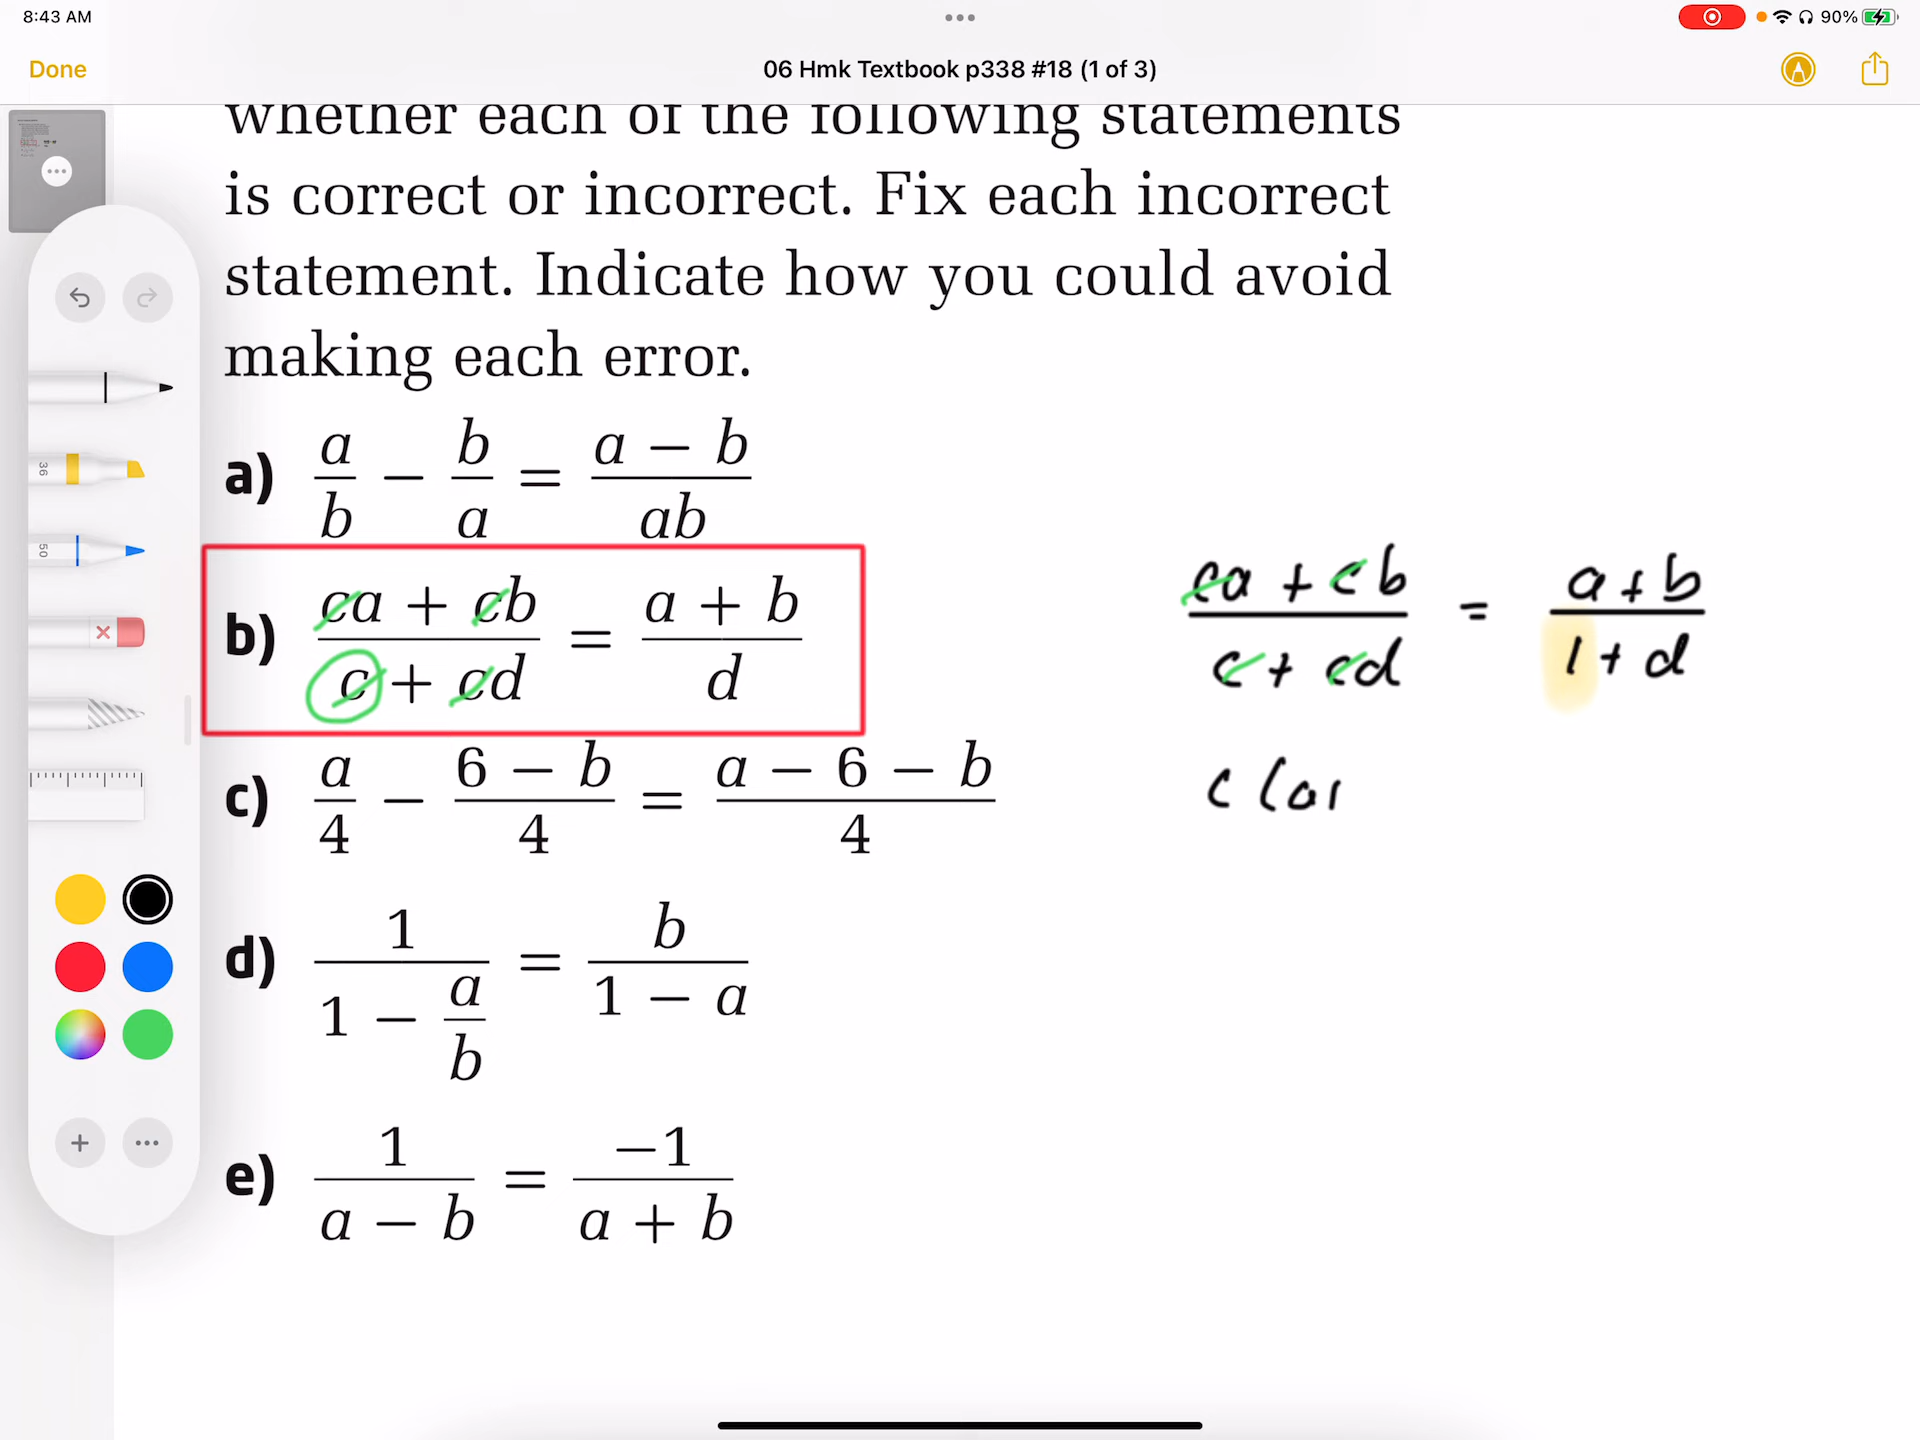 8:43 AM
90%
Done
06 Hmk Textbook p338 #18 (1 of 3)
whether each of the following statements
is correct or incorrect. Fix each incorrect
statement. Indicate how you could avoid
making each error.
36
50
a) a/b − b/a = (a − b)/ab
b) (ca + cb)/(c + cd) = (a + b)/d
(ca + cb)/(c + cd) = (a + b)/(1 + d)
c) a/4 − (6 − b)/4 = (a − 6 − b)/4
c (a
d) 1/(1 − a/b) = b/(1 − a)
e) 1/(a − b) = −1/(a + b)